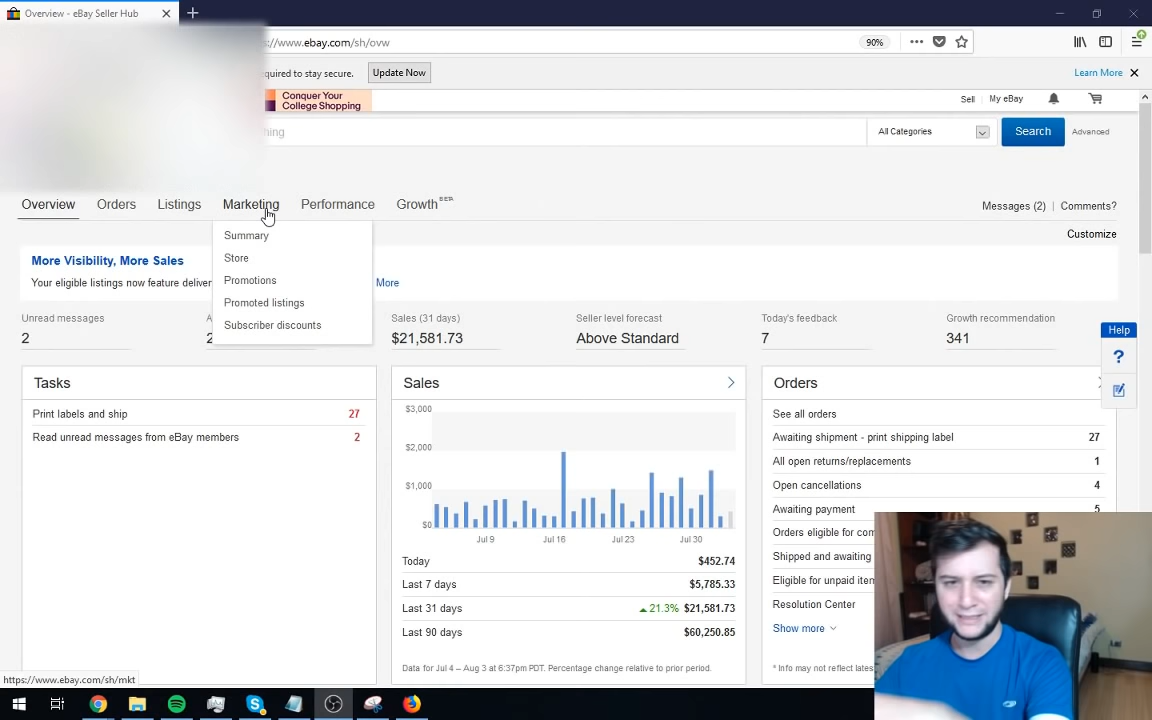 Overview - eBay Seller Hub
://www.ebay.com/sh/ovw
90%
quired to stay secure.
Update Now
Learn More
Conquer Your
College Shopping
Sell
My eBay
hing
All Categories
Search
Advanced
Overview
Orders
Listings
Marketing
Performance
Growth BETA
Messages (2)
Comments?
Customize
Summary
Store
Promotions
Promoted listings
Subscriber discounts
More Visibility, More Sales
Your eligible listings now feature deliver
More
Unread messages
2
A
2
Sales (31 days)
$21,581.73
Seller level forecast
Above Standard
Today's feedback
7
Growth recommendation
341
Help
?
Tasks
Print labels and ship 27
Read unread messages from eBay members 2
Sales
$3,000
$2,000
$1,000
$0
Jul 9 Jul 16 Jul 23 Jul 30
Today $452.74
Last 7 days $5,785.33
Last 31 days 21.3% $21,581.73
Last 90 days $60,250.85
Data for Jul 4 – Aug 3 at 6:37pm PDT. Percentage change relative to prior period.
Orders
See all orders
Awaiting shipment - print shipping label 27
All open returns/replacements 1
Open cancellations 4
Awaiting payment 5
Orders eligible for com
Shipped and awaiting
Eligible for unpaid item
Resolution Center
Show more
* Info may not reflect lates
https://www.ebay.com/sh/mkt